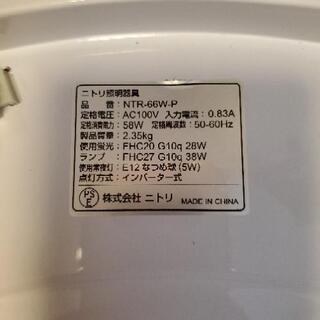 ニトリ照明器具
品 番 : NTR-66W-P
定格電圧 : AC100V 入力電流 : 0.83A
定格消費電力 : 58W 定格周波数 : 50-60Hz
製品質量 : 2.35kg
使用蛍光 : FHC20 G10q 28W
ランプ : FHC27 G10q 38W
使用常夜灯 : E12 なつめ球 (5W)
点灯方式 : インバーター式
PS E 株式会社 ニトリ MADE IN CHINA